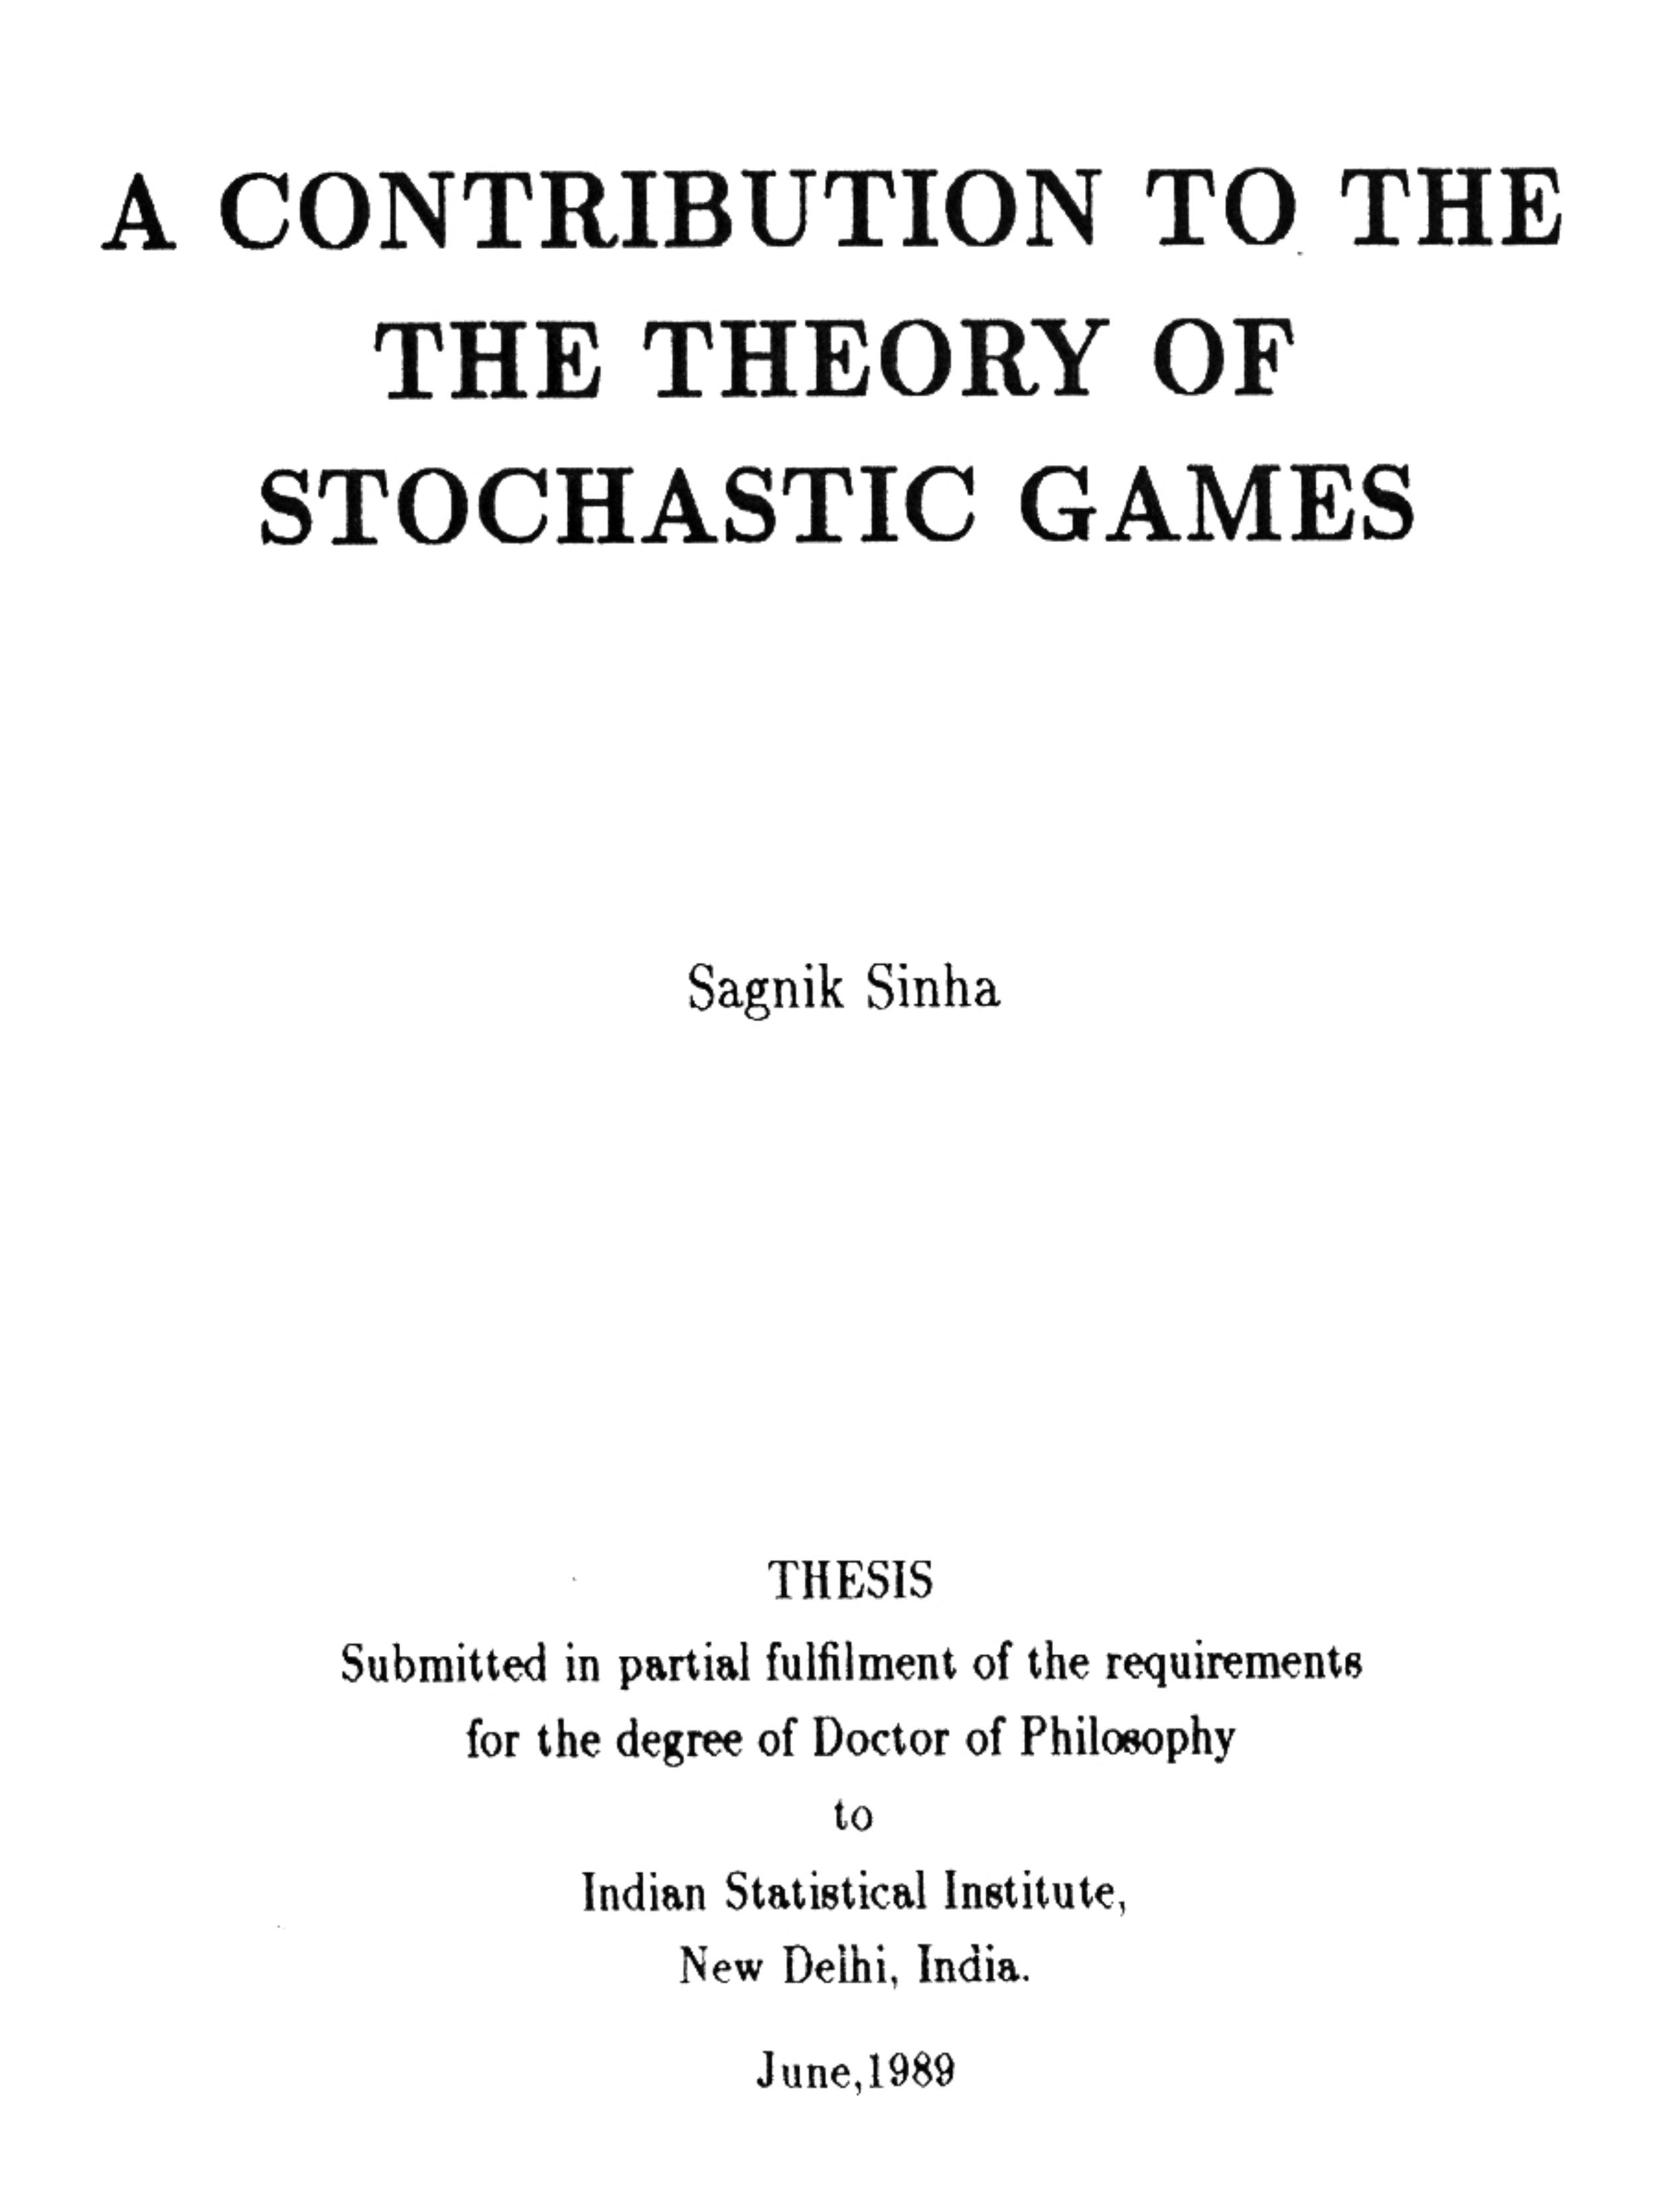 A CONTRIBUTION TO THE
THE THEORY OF
STOCHASTIC GAMES
Sagnik Sinha
THESIS
Submitted in partial fulfilment of the requirements
for the degree of Doctor of Philosophy
to
Indian Statistical Institute,
New Delhi, India.
June,1989